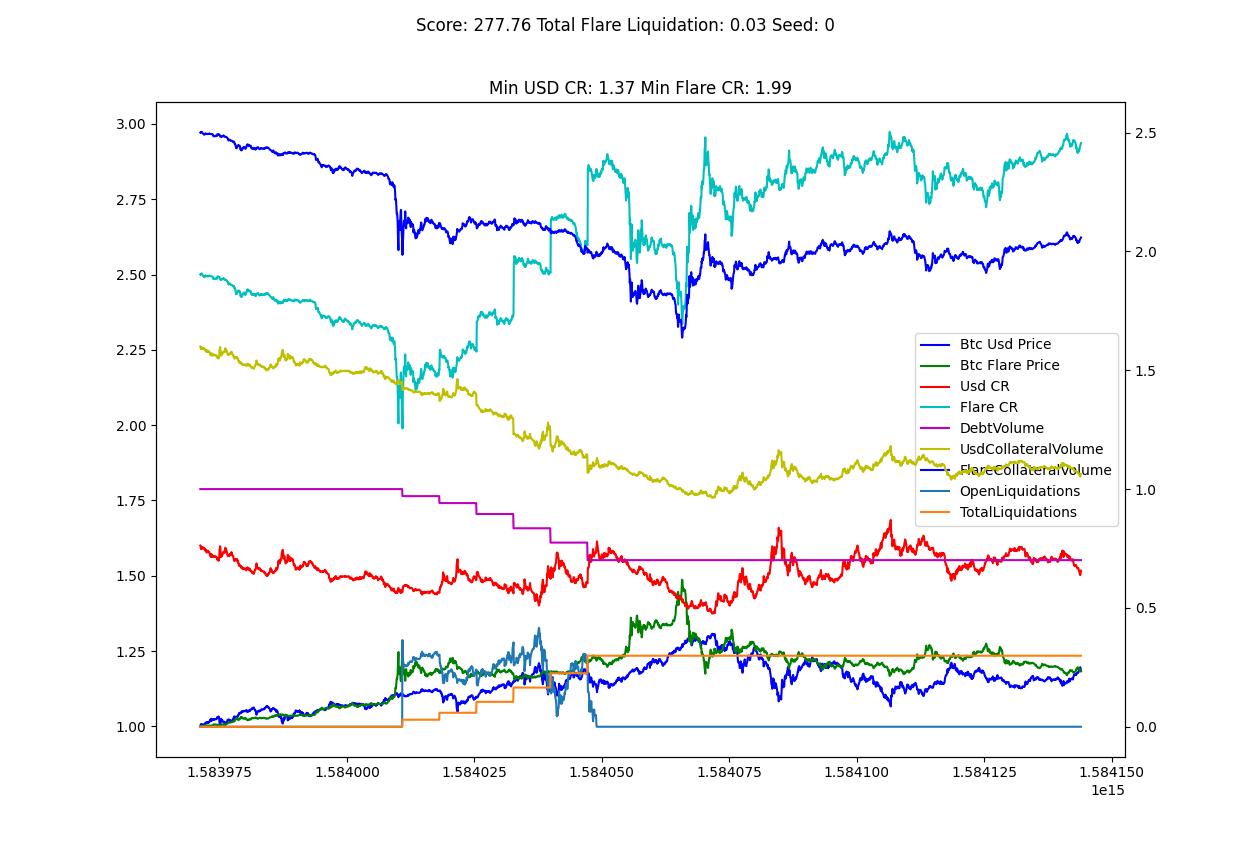 Score: 277.76 Total Flare Liquidation: 0.03 Seed: 0
Min USD CR: 1.37 Min Flare CR: 1.99
3.00
2.75
2.50
2.25
2.00
1.75
1.50
1.25
1.00
2.5
2.0
1.5
1.0
0.5
0.0
Btc Usd Price
Btc Flare Price
Usd CR
Flare CR
DebtVolume
UsdCollateralVolume
FlareCollateralVolume
OpenLiquidations
TotalLiquidations
1.583975 1.584000 1.584025 1.584050 1.584075 1.584100 1.584125 1.584150
1e15